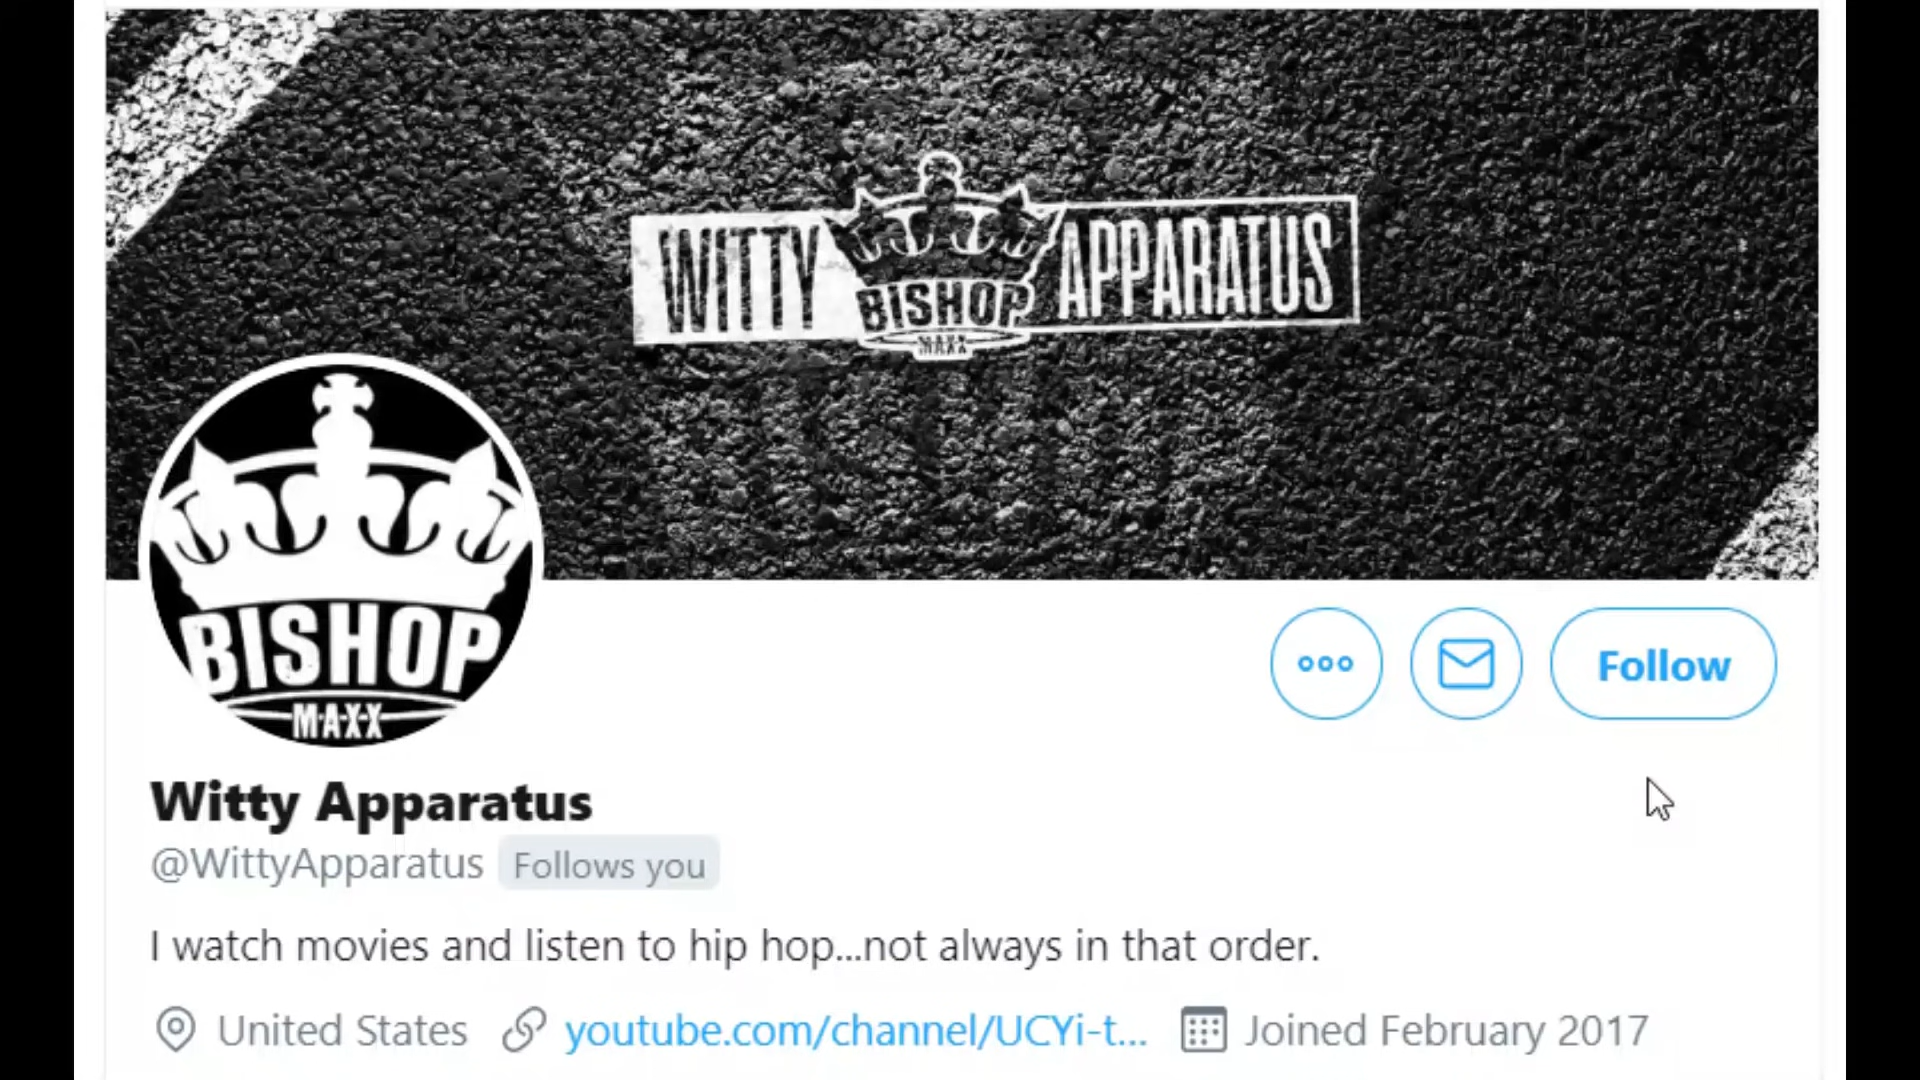 WITTY BISHOP APPARATUS
MAXX
BISHOP
MAXX
Follow
Witty Apparatus
@WittyApparatus Follows you
I watch movies and listen to hip hop...not always in that order.
United States youtube.com/channel/UCYi-t... Joined February 2017